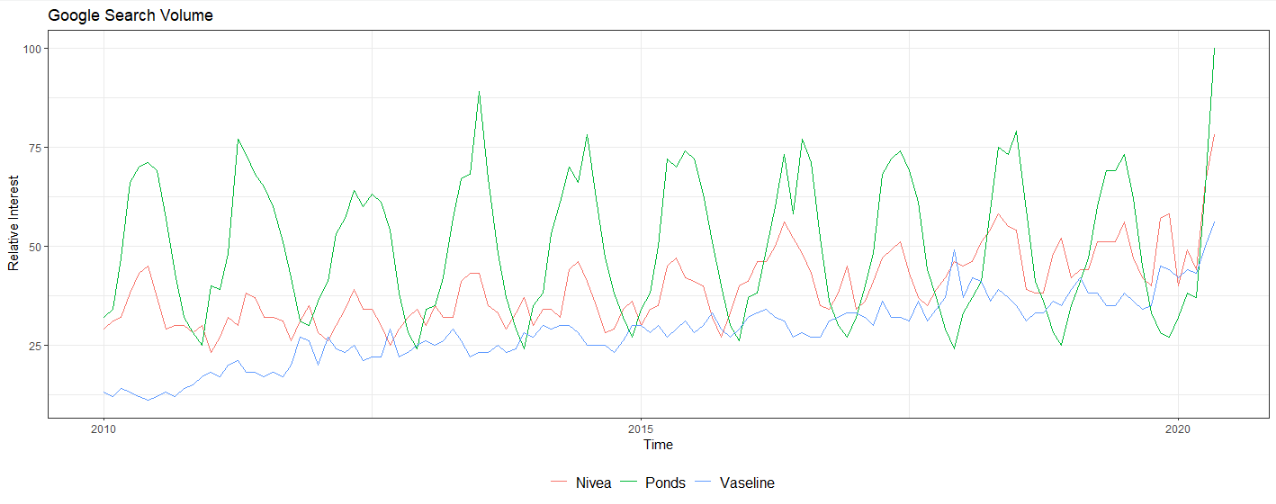 Google Search Volume
100
75
50
25
Relative Interest
2010
2015
2020
Time
Nivea Ponds Vaseline